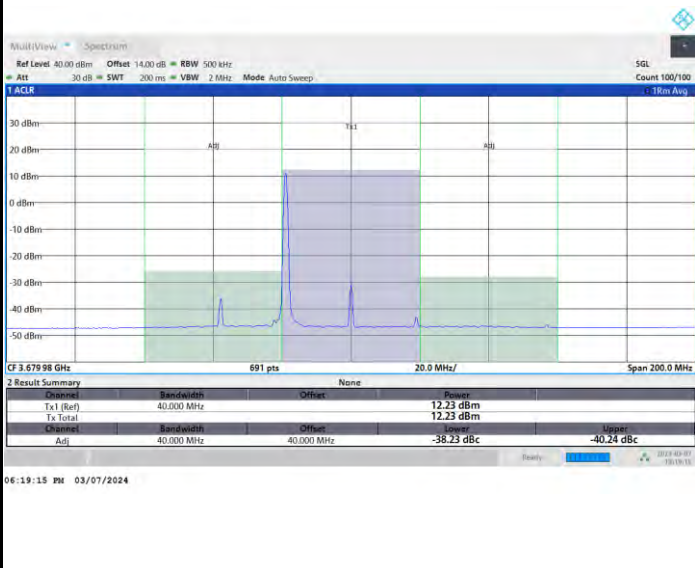 MultiView Spectrum
Ref Level 40.00 dBm Offset 14.00 dB RBW 500 kHz SGL
Att 30 dB SWT 200 ms VBW 2 MHz Mode Auto Sweep Count 100/100
1 ACLR 1Rm Avg
30 dBm
Tx1
20 dBm Adj Adj
10 dBm
0 dBm
-10 dBm
-20 dBm
-30 dBm
-40 dBm
-50 dBm
CF 3.679 98 GHz 691 pts 20.0 MHz/ Span 200.0 MHz
2 Result Summary None
Channel Bandwidth Offset Power
Tx1 (Ref) 40.000 MHz 12.23 dBm
Tx Total 12.23 dBm
Channel Bandwidth Offset Lower Upper
Adj 40.000 MHz 40.000 MHz -38.23 dBc -40.24 dBc
Ready
06:19:15 PM 03/07/2024